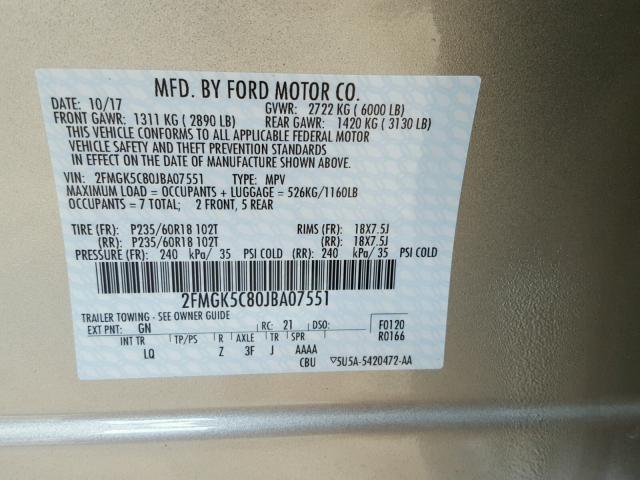 MFD. BY FORD MOTOR CO.
DATE: 10/17 GVWR: 2722 KG (6000 LB)
FRONT GAWR: 1311 KG (2890 LB) REAR GAWR: 1420 KG (3130 LB)
THIS VEHICLE CONFORMS TO ALL APPLICABLE FEDERAL MOTOR
VEHICLE SAFETY AND THEFT PREVENTION STANDARDS
IN EFFECT ON THE DATE OF MANUFACTURE SHOWN ABOVE.
VIN: 2FMGK5C80JBA07551 TYPE: MPV
MAXIMUM LOAD = OCCUPANTS + LUGGAGE = 526KG/1160LB
OCCUPANTS = 7 TOTAL; 2 FRONT, 5 REAR
TIRE (FR): P235/60R18 102T RIMS (FR): 18X7.5J
(RR): P235/60R18 102T (RR): 18X7.5J
PRESSURE (FR): 240 kPa/ 35 PSI COLD (RR): 240 kPa/ 35 PSI COLD
2FMGK5C80JBA07551
TRAILER TOWING - SEE OWNER GUIDE
EXT PNT: GN RC: 21 DSO: F0120
R0166
INT TR TP/PS R AXLE TR SPR
LQ Z 3F J AAAA
CBU ▽5U5A-5420472-AA